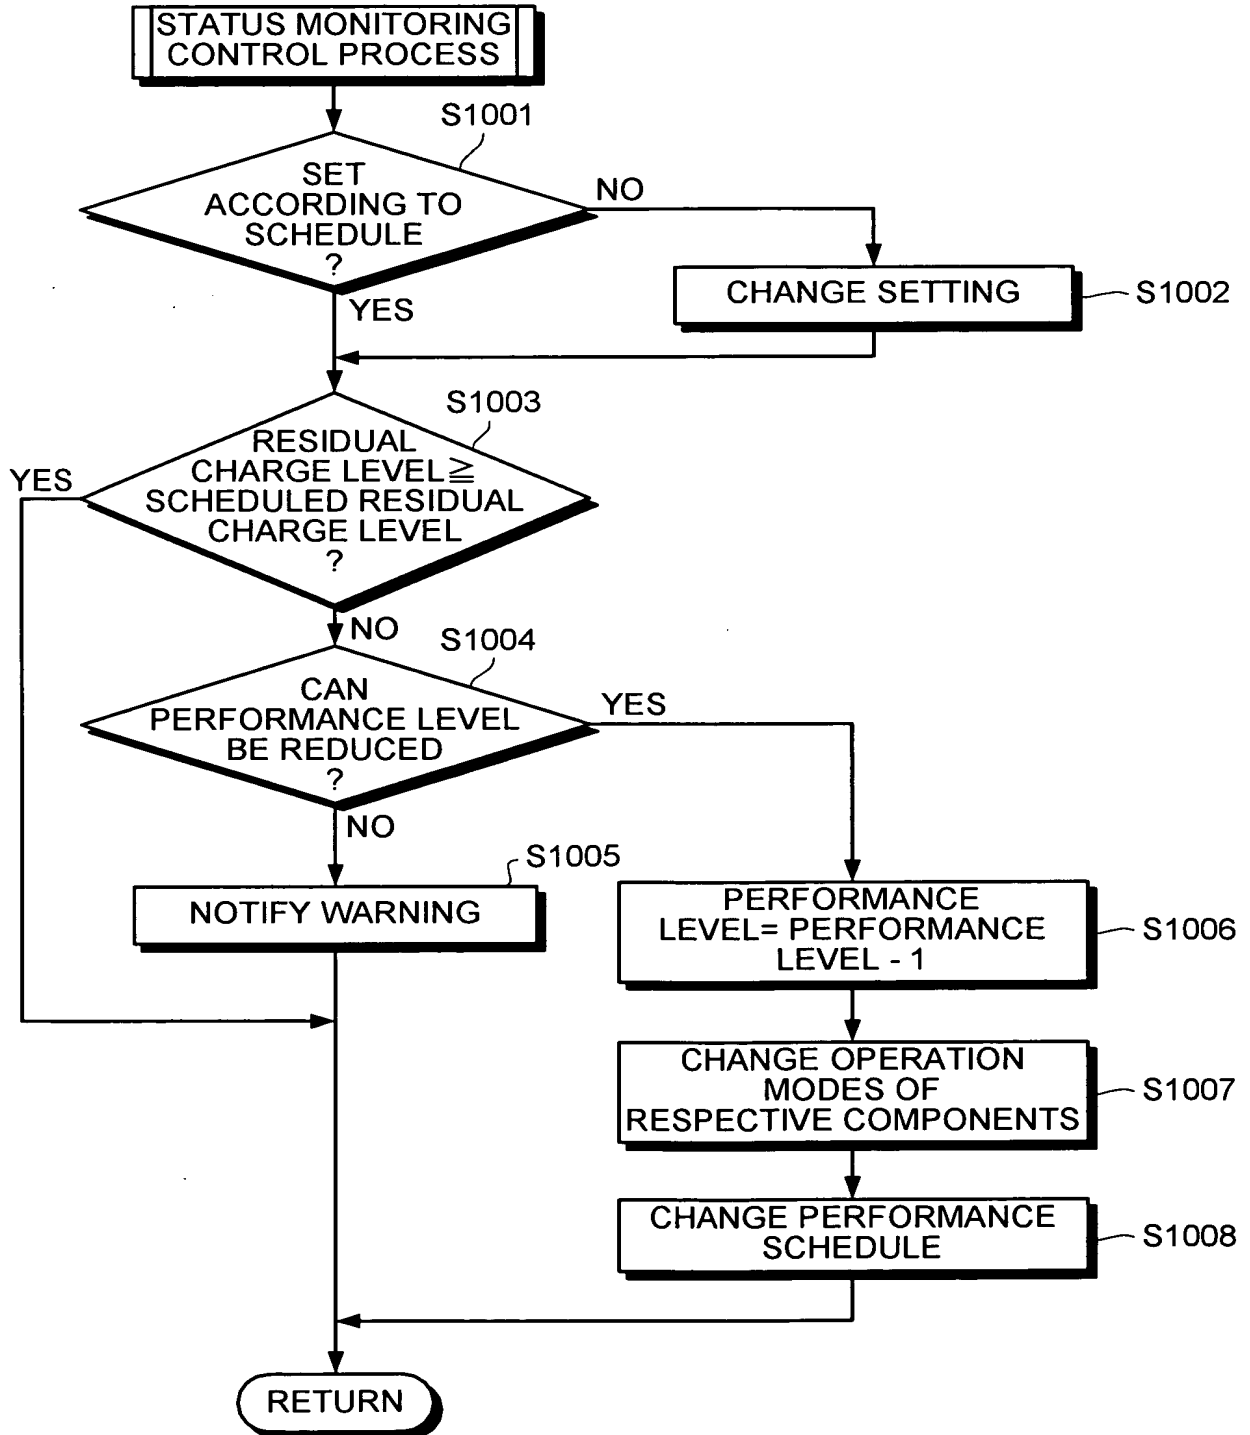 STATUS MONITORING
CONTROL PROCESS
S1001
SET
ACCORDING TO
SCHEDULE
?
NO
YES
CHANGE SETTING
S1002
S1003
RESIDUAL
CHARGE LEVEL≧
SCHEDULED RESIDUAL
CHARGE LEVEL
?
YES
NO
S1004
CAN
PERFORMANCE LEVEL
BE REDUCED
?
YES
NO
S1005
NOTIFY WARNING
PERFORMANCE
LEVEL= PERFORMANCE
LEVEL - 1
S1006
CHANGE OPERATION
MODES OF
RESPECTIVE COMPONENTS
S1007
CHANGE PERFORMANCE
SCHEDULE
S1008
RETURN